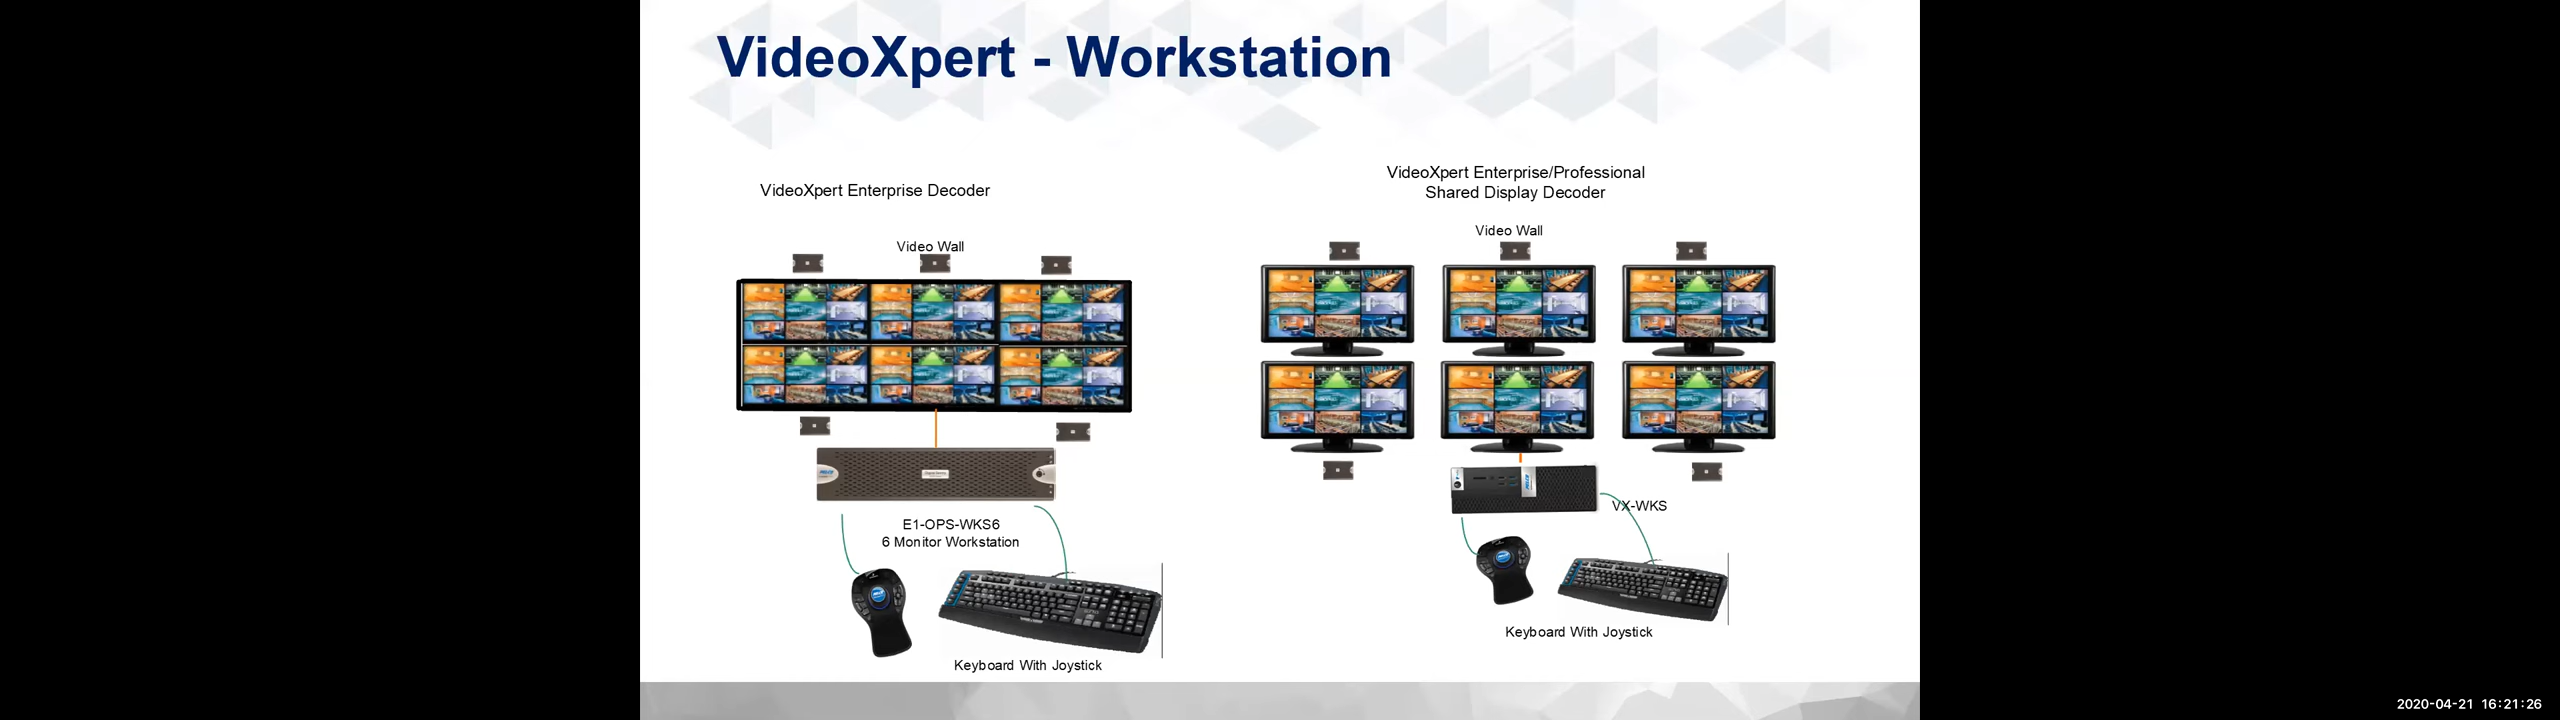 VideoXpert - Workstation
VideoXpert Enterprise Decoder
Video Wall
E1-OPS-WKS6
6 Monitor Workstation
Keyboard With Joystick
VideoXpert Enterprise/Professional
Shared Display Decoder
Video Wall
VX-WKS
Keyboard With Joystick
2020-04-21 16:21:26